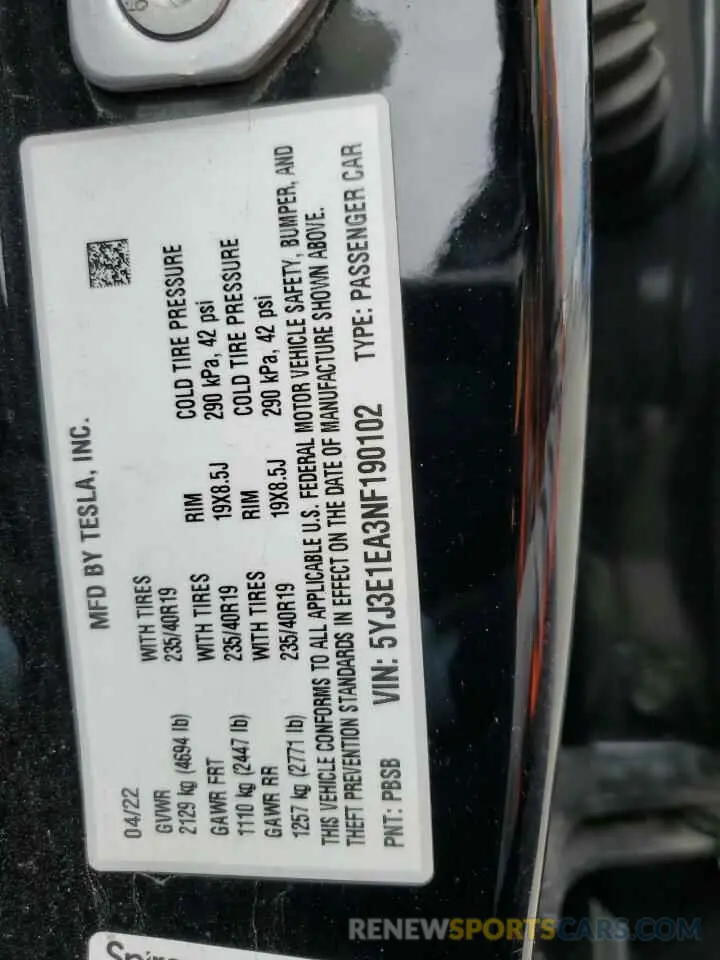 MFD BY TESLA, INC.
04/22
GVWR WITH TIRES RIM COLD TIRE PRESSURE
2129 kg (4694 lb) 235/40R19 19X8.5J 290 kPa, 42 psi
GAWR FRT WITH TIRES RIM COLD TIRE PRESSURE
1110 kg (2447 lb) 235/40R19 19X8.5J 290 kPa, 42 psi
GAWR RR WITH TIRES
1257 kg (2771 lb) 235/40R19
THIS VEHICLE CONFORMS TO ALL APPLICABLE U.S. FEDERAL MOTOR VEHICLE SAFETY, BUMPER, AND
THEFT PREVENTION STANDARDS IN EFFECT ON THE DATE OF MANUFACTURE SHOWN ABOVE.
PNT: PBSB VIN: 5YJ3E1EA3NF190102 TYPE: PASSENGER CAR
RENEWSPORTSCARS.COM